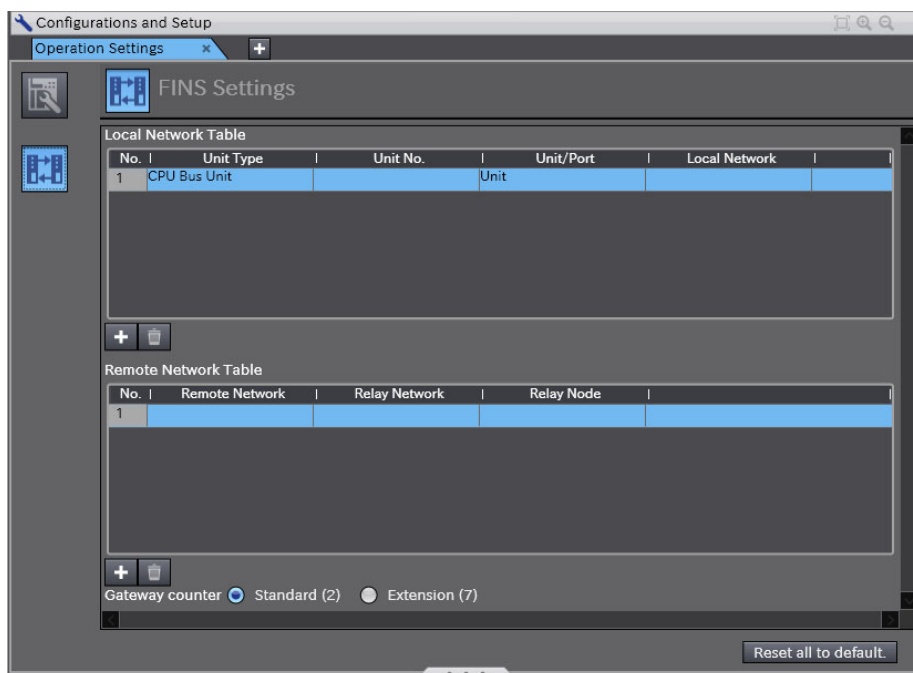 Configurations and Setup
Operation Settings
FINS Settings
Local Network Table
No. Unit Type Unit No. Unit/Port Local Network
1 CPU Bus Unit Unit
Remote Network Table
No. Remote Network Relay Network Relay Node
1
Gateway counter Standard (2) Extension (7)
Reset all to default.